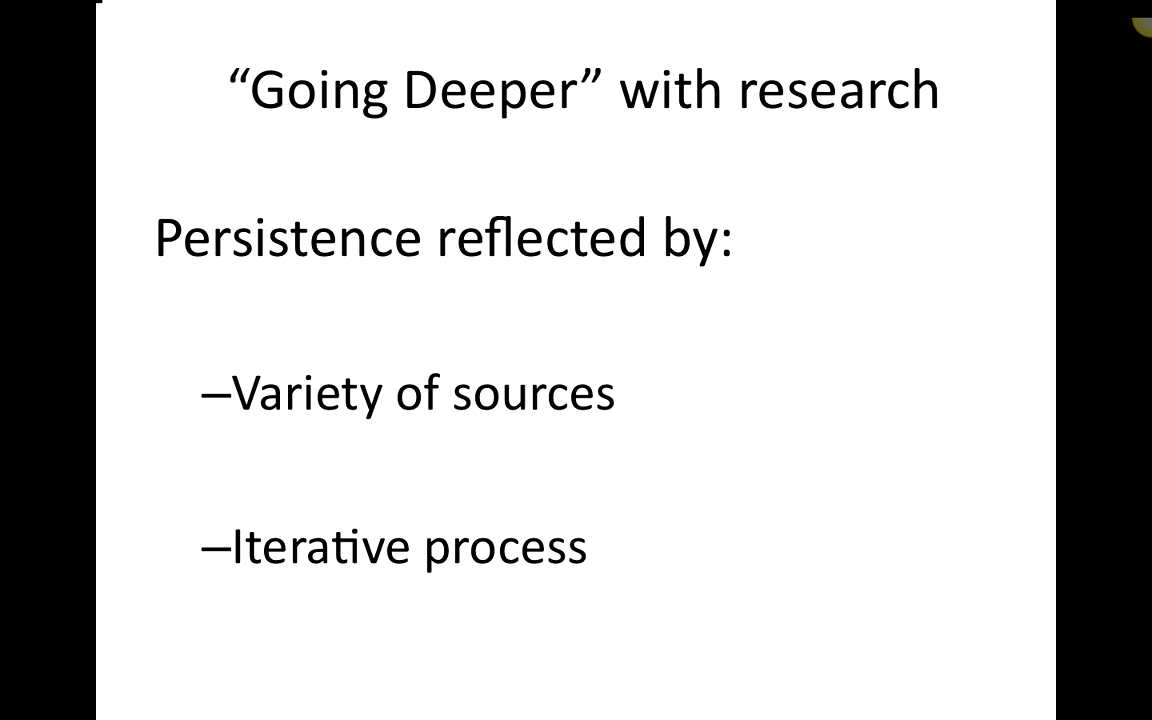 “Going Deeper” with research
Persistence reflected by:
–Variety of sources
–Iterative process